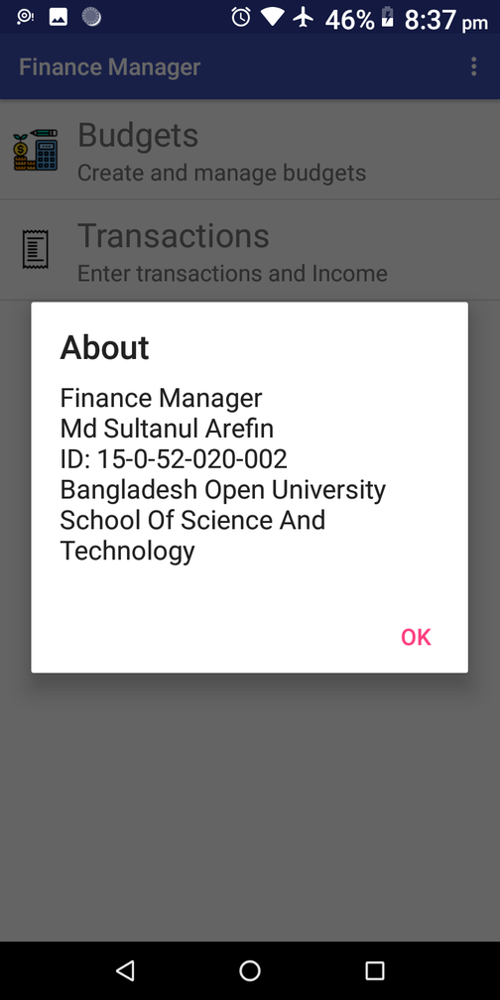 46% 8:37 pm
Finance Manager
Budgets
Create and manage budgets
Transactions
Enter transactions and Income
About
Finance Manager
Md Sultanul Arefin
ID: 15-0-52-020-002
Bangladesh Open University
School Of Science And
Technology
OK